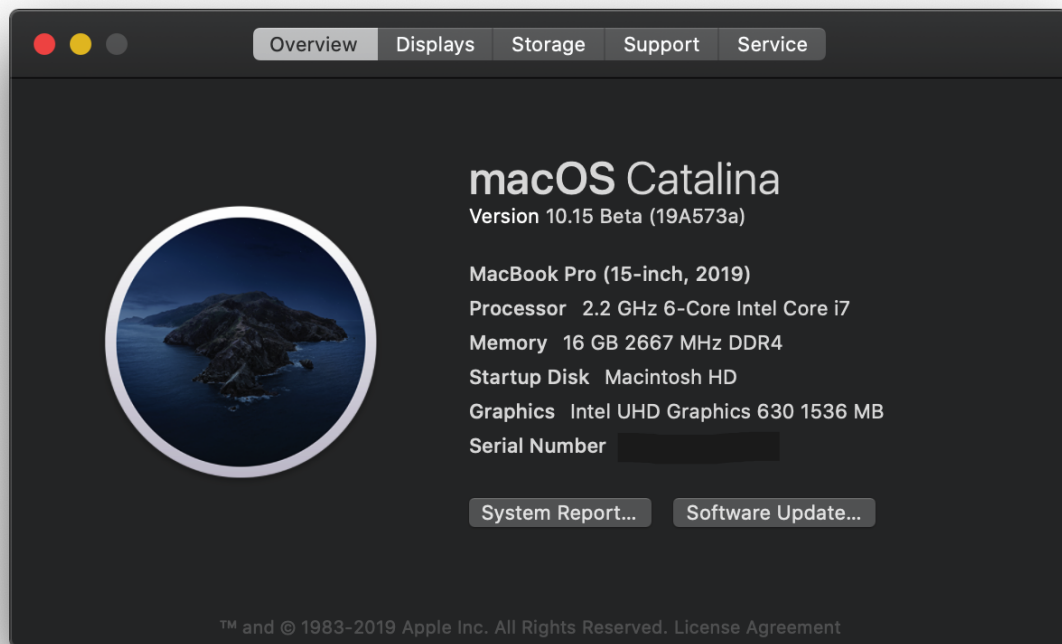 Overview Displays Storage Support Service
macOS Catalina
Version 10.15 Beta (19A573a)
MacBook Pro (15-inch, 2019)
Processor 2.2 GHz 6-Core Intel Core i7
Memory 16 GB 2667 MHz DDR4
Startup Disk Macintosh HD
Graphics Intel UHD Graphics 630 1536 MB
Serial Number
System Report... Software Update...
™ and © 1983-2019 Apple Inc. All Rights Reserved. License Agreement